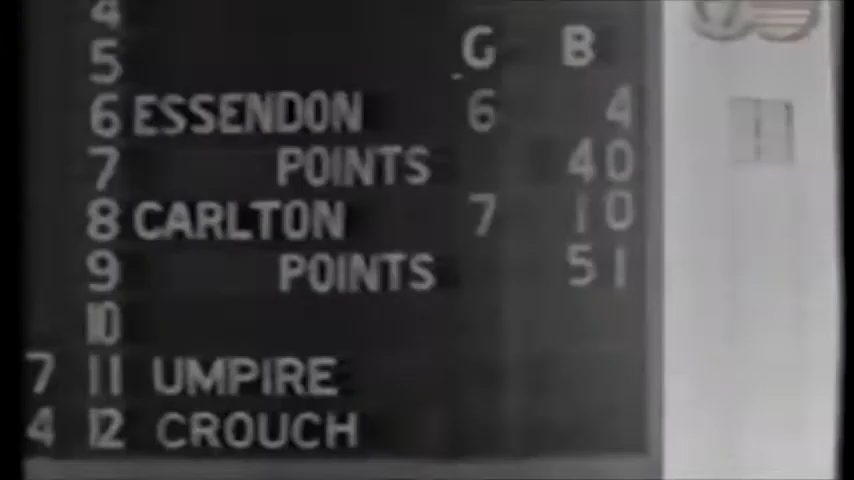 4
5 G B
6 ESSENDON 6 4
7 POINTS 40
8 CARLTON 7 10
9 POINTS 51
10
7 11 UMPIRE
4 12 CROUCH